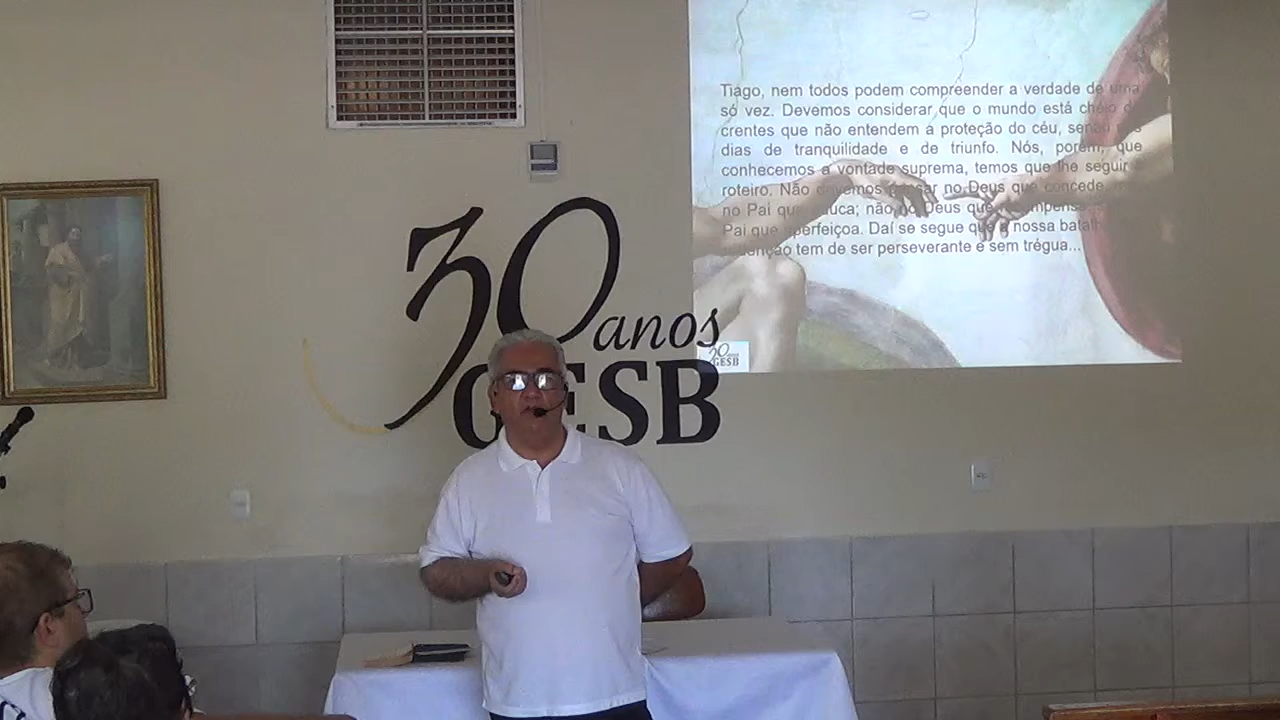 Tiago, nem todos podem compreender a verdade de uma
só vez. Devemos considerar que o mundo está cheio de
crentes que não entendem a proteção do céu, senão nos
dias de tranquilidade e de triunfo. Nós, porém, que
conhecemos a vontade suprema, temos que lhe seguir
roteiro. Não devemos pensar no Deus que concede,
no Pai que educa; não no Deus que
Pai que aperfeiçoa. Daí se segue que a nossa
tem de ser perseverante e sem trégua...
30 anos
GESB
30 anos
GESB